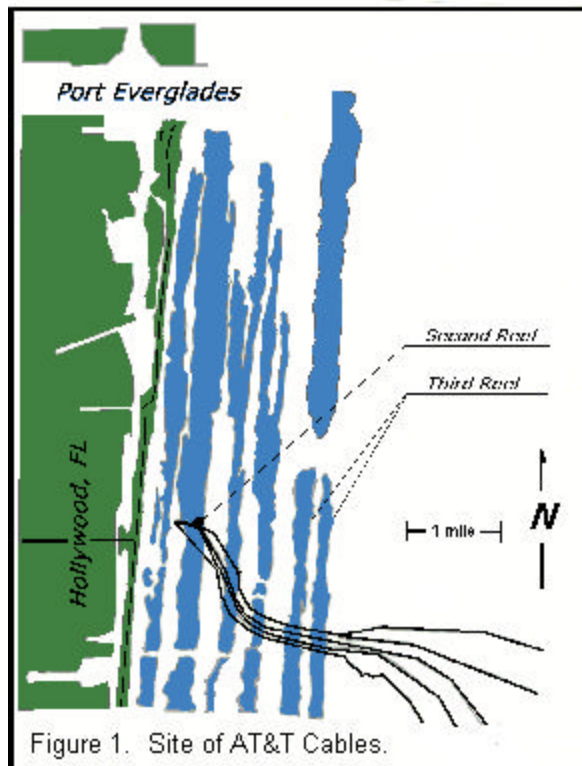 Port Everglades
Second Reef
Third Reef
Hollywood, FL
1 mile
N
Figure 1. Site of AT&T Cables.